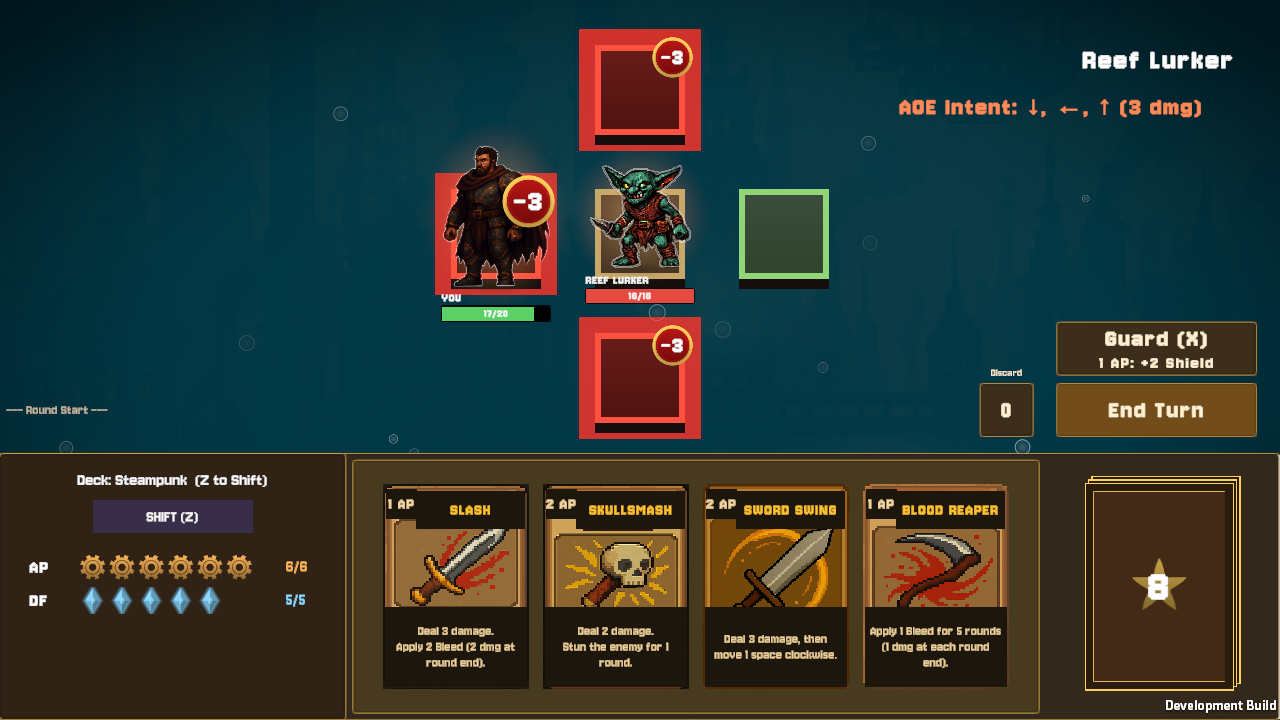 -3
Reef Lurker
AOE Intent: ↓, ←, ↑ (3 dmg)
-3
REEF LURKER
16/16
YOU
17/20
-3
Guard (X)
1 AP: +2 Shield
Discard
0
End Turn
--- Round Start ---
Deck: Steampunk (Z to Shift)
SHIFT (Z)
AP
6/6
DF
5/5
1 AP
SLASH
Deal 3 damage.
Apply 2 Bleed (2 dmg at
round end).
2 AP
SKULLSMASH
Deal 2 damage.
Stun the enemy for 1
round.
2 AP
SWORD SWING
Deal 3 damage, then
move 1 space clockwise.
1 AP
BLOOD REAPER
Apply 1 Bleed for 5 rounds
(1 dmg at each round
end).
8
Development Build